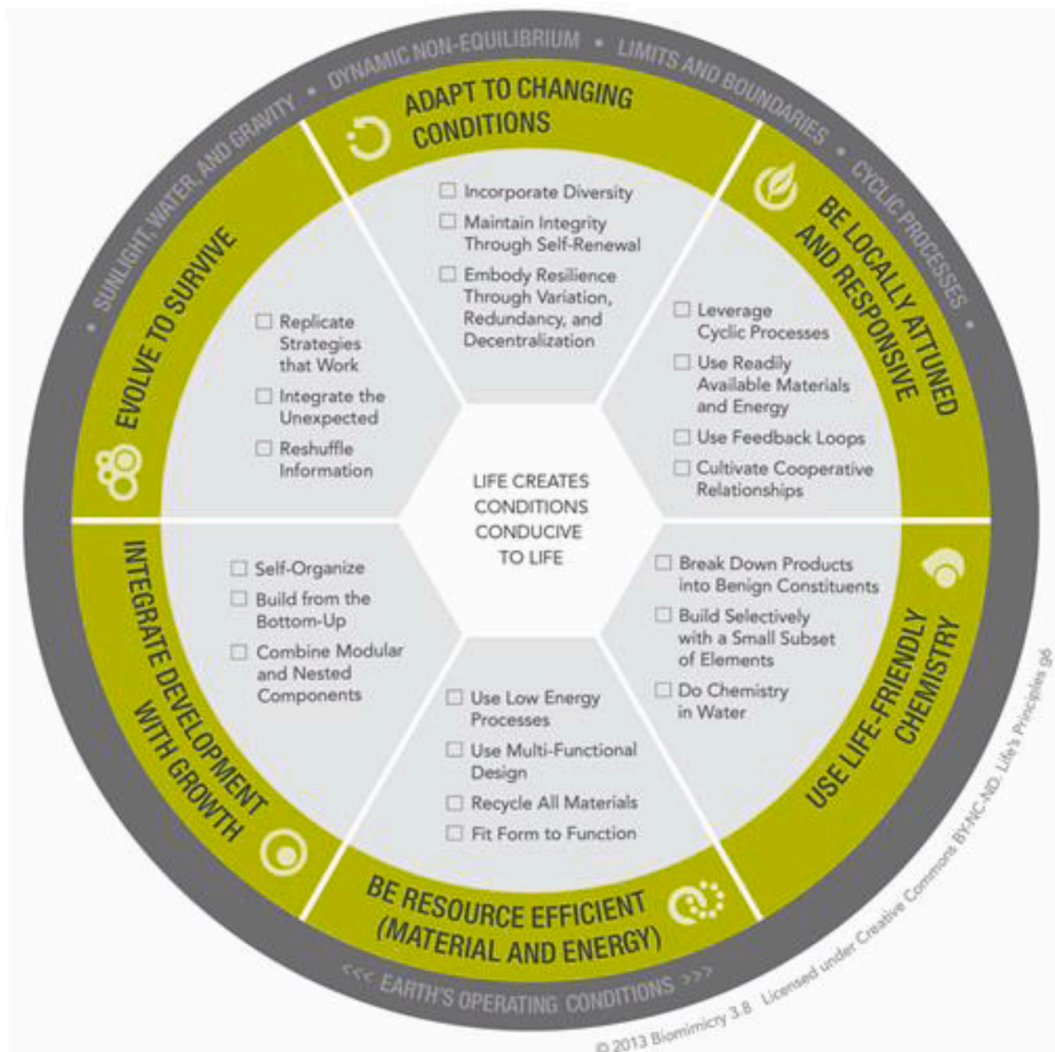 • SUNLIGHT, WATER, AND GRAVITY • DYNAMIC NON-EQUILIBRIUM • LIMITS AND BOUNDARIES • CYCLIC PROCESSES •
ADAPT TO CHANGING
CONDITIONS
☐ Incorporate Diversity
☐ Maintain Integrity
Through Self-Renewal
☐ Embody Resilience
Through Variation,
Redundancy, and
Decentralization
BE LOCALLY ATTUNED
AND RESPONSIVE
☐ Leverage
Cyclic Processes
☐ Use Readily
Available Materials
and Energy
☐ Use Feedback Loops
☐ Cultivate Cooperative
Relationships
USE LIFE-FRIENDLY
CHEMISTRY
☐ Break Down Products
into Benign Constituents
☐ Build Selectively
with a Small Subset
of Elements
☐ Do Chemistry
in Water
BE RESOURCE EFFICIENT
(MATERIAL AND ENERGY)
☐ Use Low Energy
Processes
☐ Use Multi-Functional
Design
☐ Recycle All Materials
☐ Fit Form to Function
INTEGRATE DEVELOPMENT
WITH GROWTH
☐ Self-Organize
☐ Build from the
Bottom-Up
☐ Combine Modular
and Nested
Components
EVOLVE TO SURVIVE
☐ Replicate
Strategies
that Work
☐ Integrate the
Unexpected
☐ Reshuffle
Information
LIFE CREATES
CONDITIONS
CONDUCIVE
TO LIFE
<<< EARTH'S OPERATING CONDITIONS >>>
© 2013 Biomimicry 3.8 Licensed under Creative Commons BY-NC-ND. Life's Principles g6